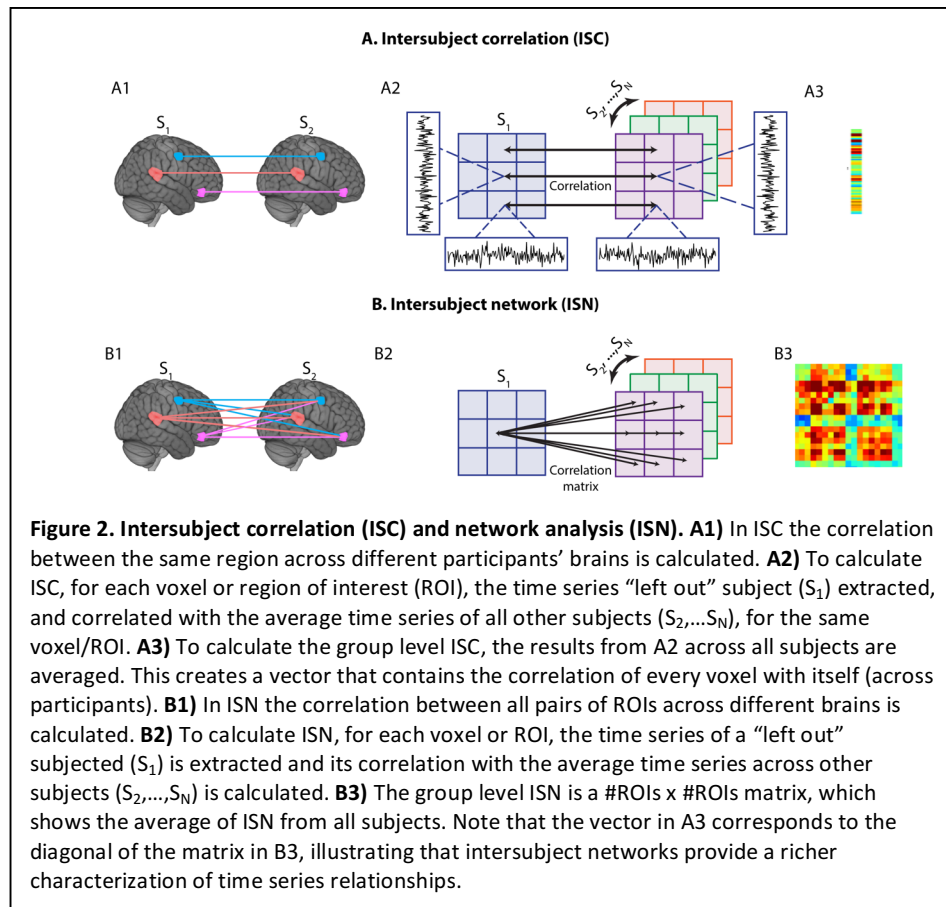 A. Intersubject correlation (ISC)
A1
A2
A3
S₁
S₂
S₁
S₂,...,S_N
Correlation
B. Intersubject network (ISN)
B1
B2
B3
S₁
S₂
S₁
S₂,...,S_N
Correlation
matrix
Figure 2. Intersubject correlation (ISC) and network analysis (ISN). A1) In ISC the correlation
between the same region across different participants’ brains is calculated. A2) To calculate
ISC, for each voxel or region of interest (ROI), the time series “left out” subject (S₁) extracted,
and correlated with the average time series of all other subjects (S₂,...S_N), for the same
voxel/ROI. A3) To calculate the group level ISC, the results from A2 across all subjects are
averaged. This creates a vector that contains the correlation of every voxel with itself (across
participants). B1) In ISN the correlation between all pairs of ROIs across different brains is
calculated. B2) To calculate ISN, for each voxel or ROI, the time series of a “left out”
subjected (S₁) is extracted and its correlation with the average time series across other
subjects (S₂,...,S_N) is calculated. B3) The group level ISN is a #ROIs x #ROIs matrix, which
shows the average of ISN from all subjects. Note that the vector in A3 corresponds to the
diagonal of the matrix in B3, illustrating that intersubject networks provide a richer
characterization of time series relationships.